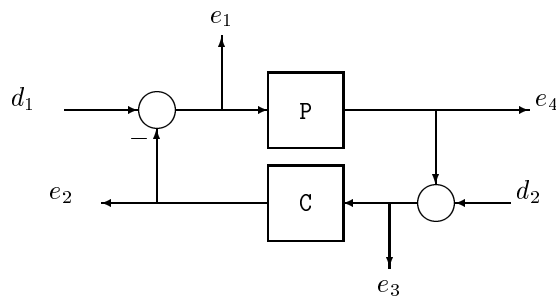 e₁
d₁ P e₄
−
e₂ C d₂
e₃